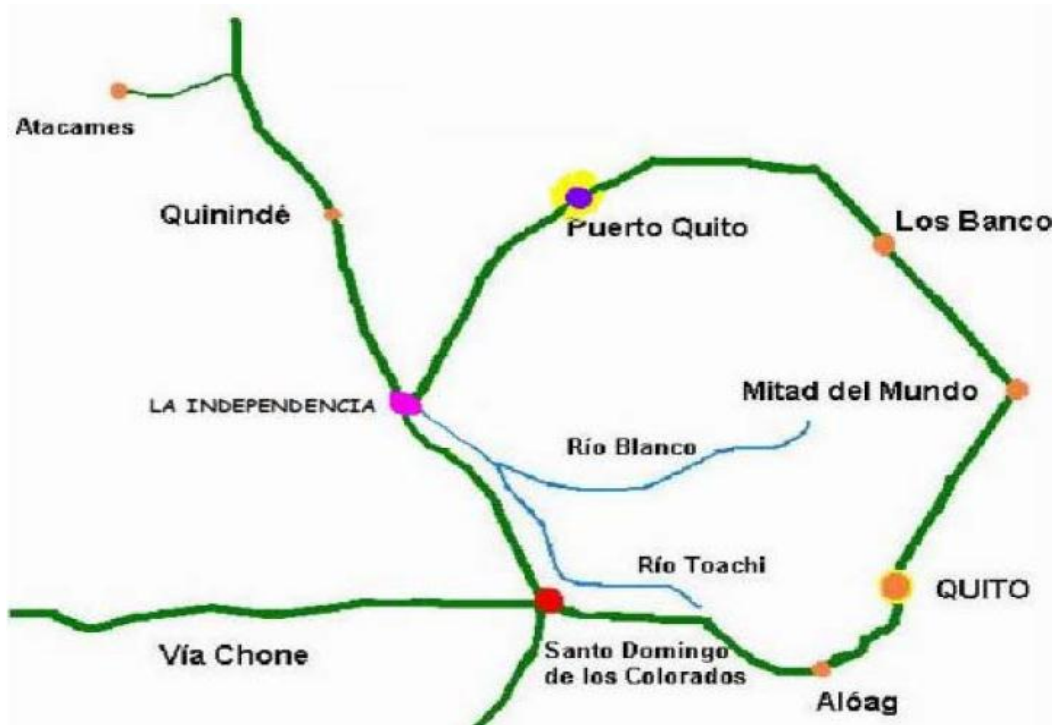 Atacames
Quinindé
Puerto Quito
Los Banco
LA INDEPENDENCIA
Mitad del Mundo
Río Blanco
Río Toachi
QUITO
Vía Chone
Santo Domingo
de los Colorados
Alóag